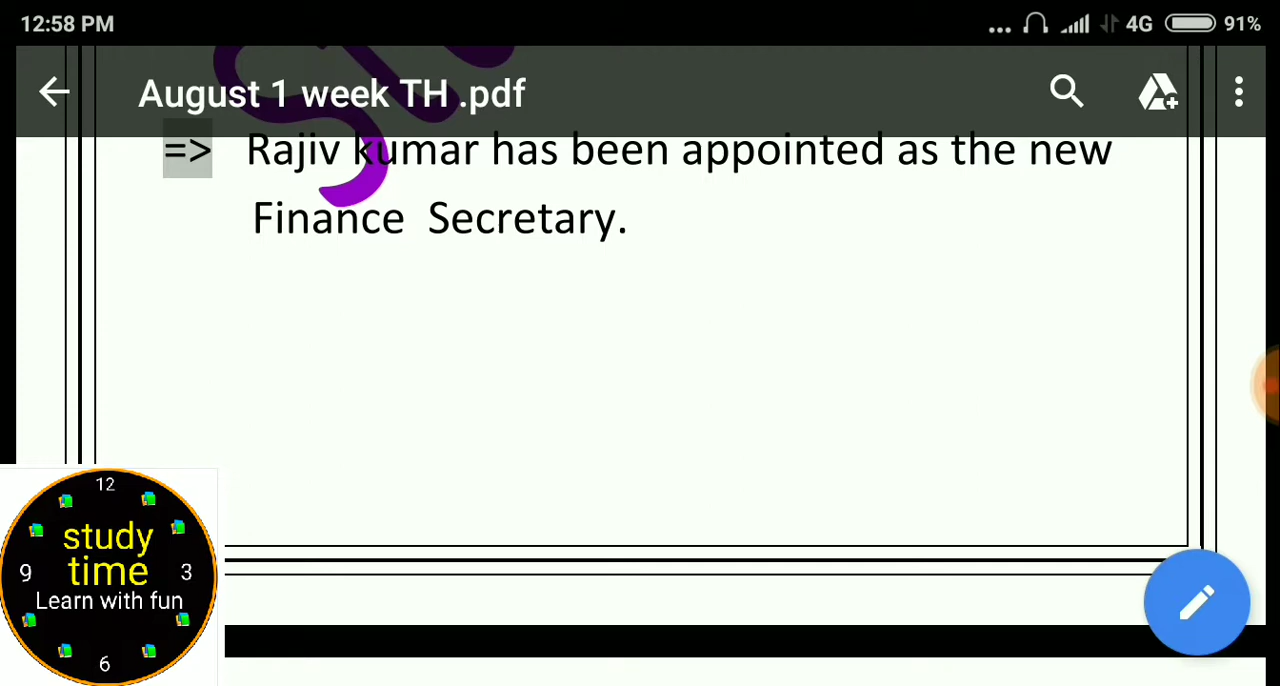 12:58 PM
... 4G 91%
August 1 week TH .pdf
=> Rajiv kumar has been appointed as the new
Finance Secretary.
12
study
9 time 3
Learn with fun
6